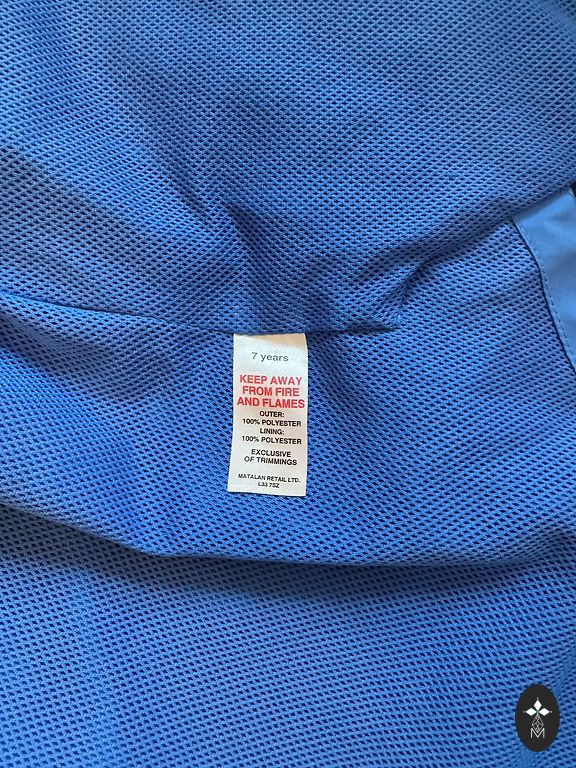 7 years
KEEP AWAY
FROM FIRE
AND FLAMES
OUTER:
100% POLYESTER
LINING:
100% POLYESTER
EXCLUSIVE
OF TRIMMINGS
MATALAN RETAIL LTD.
L33 7SZ
M